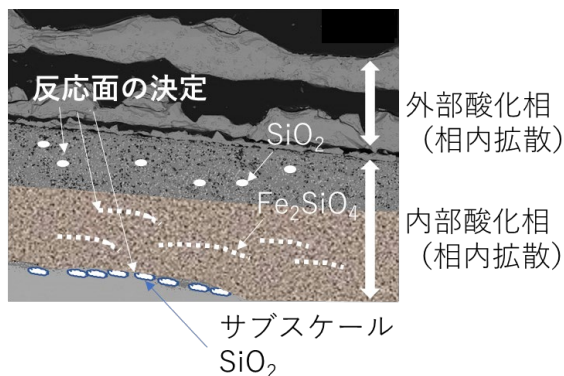 反応面の決定
SiO₂
Fe₂SiO₄
外部酸化相
（相内拡散）
内部酸化相
（相内拡散）
サブスケール
SiO₂